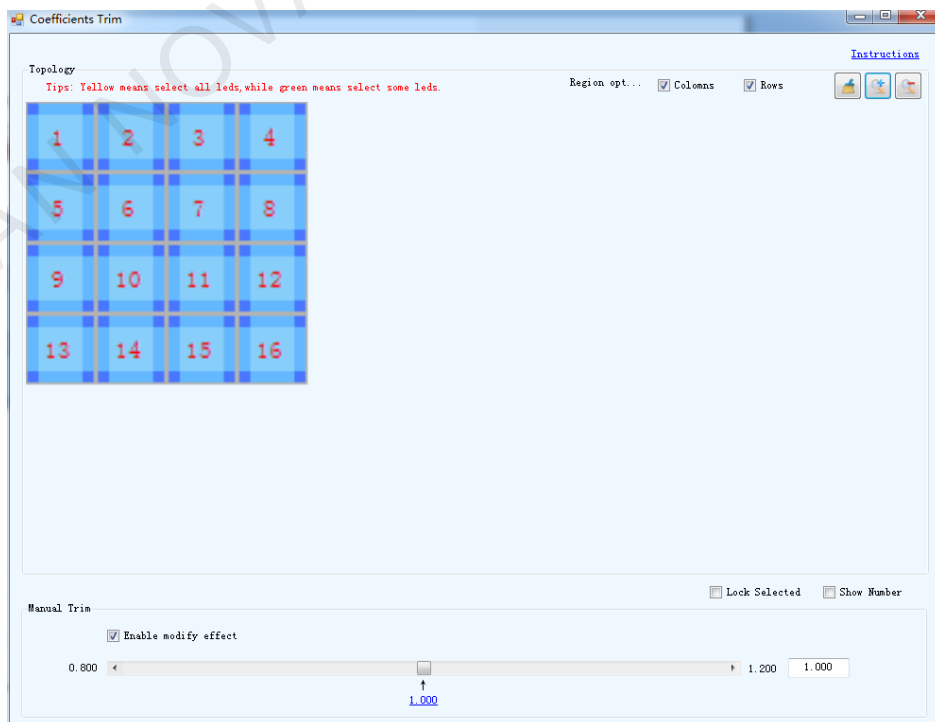 Coefficients Trim
Instructions
Topology
Tips: Yellow means select all leds,while green means select some leds.
Region opt... Colomns Rows
1 2 3 4
5 6 7 8
9 10 11 12
13 14 15 16
Lock Selected Show Number
Manual Trim
Enable modify effect
0.800 1.200 1.000
1.000
AN NOVA